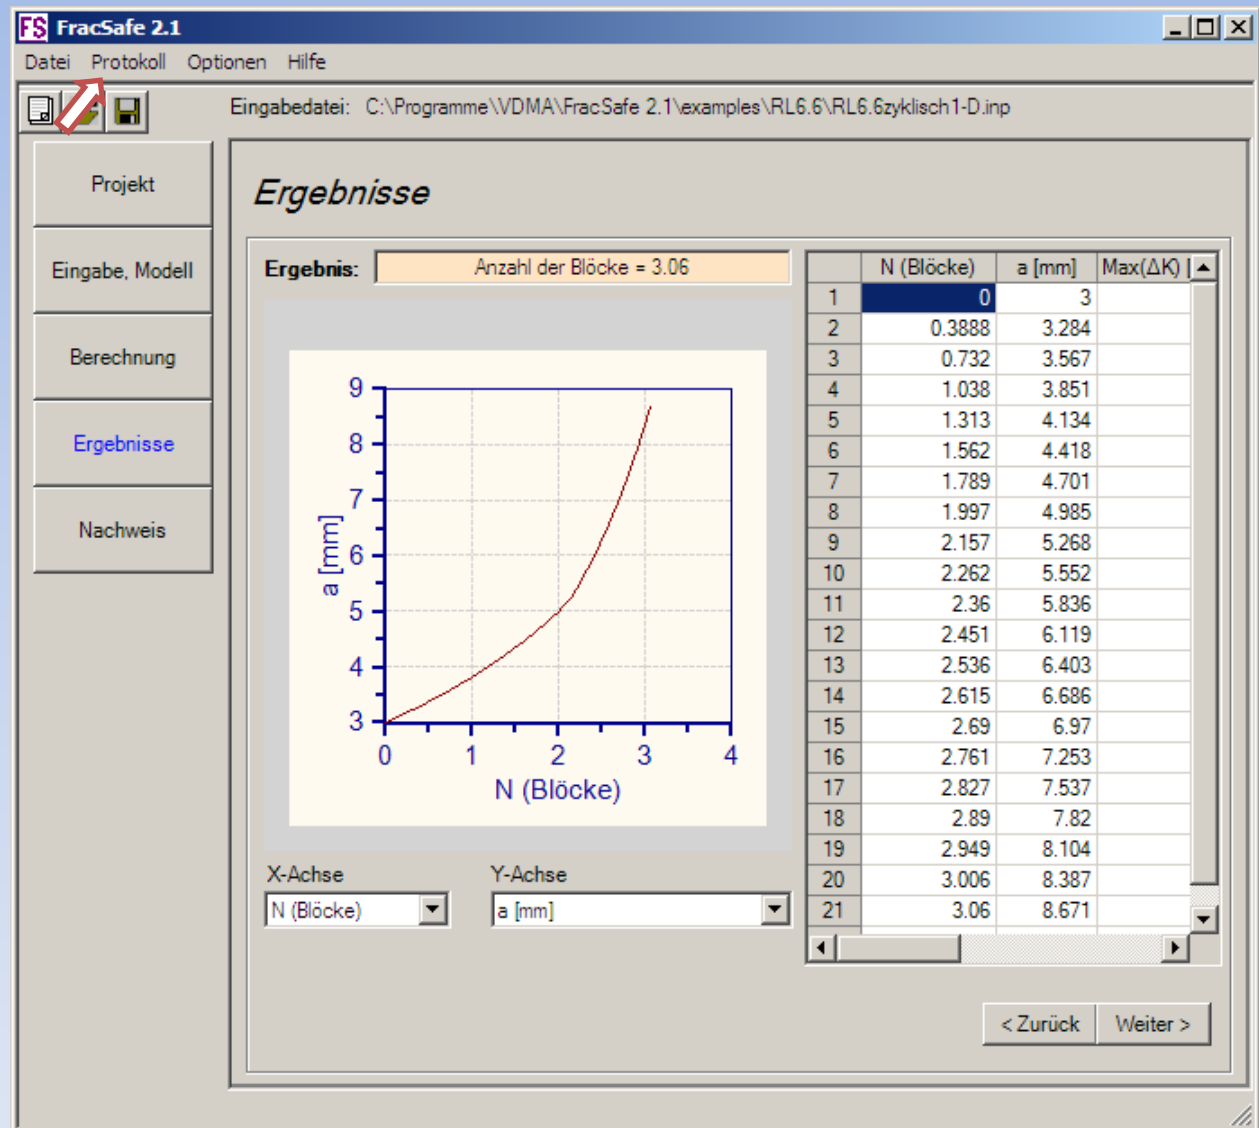 FS FracSafe 2.1
Datei Protokoll Optionen Hilfe
Eingabedatei: C:\Programme\VDMA\FracSafe 2.1\examples\RL6.6\RL6.6zyklisch1-D.inp
Projekt
Eingabe, Modell
Berechnung
Ergebnisse
Nachweis
Ergebnisse
Ergebnis: Anzahl der Blöcke = 3.06
9
8
7
6
5
4
3
a [mm]
0 1 2 3 4
N (Blöcke)
X-Achse Y-Achse
N (Blöcke) a [mm]
N (Blöcke) a [mm] Max(ΔK) [
1 0 3
2 0.3888 3.284
3 0.732 3.567
4 1.038 3.851
5 1.313 4.134
6 1.562 4.418
7 1.789 4.701
8 1.997 4.985
9 2.157 5.268
10 2.262 5.552
11 2.36 5.836
12 2.451 6.119
13 2.536 6.403
14 2.615 6.686
15 2.69 6.97
16 2.761 7.253
17 2.827 7.537
18 2.89 7.82
19 2.949 8.104
20 3.006 8.387
21 3.06 8.671
< Zurück Weiter >